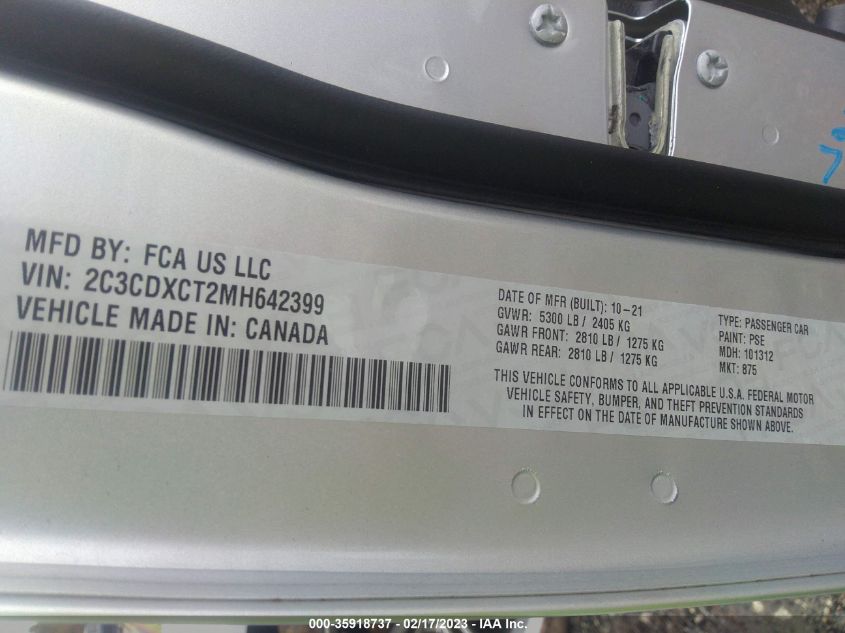 MFD BY: FCA US LLC
VIN: 2C3CDXCT2MH642399
VEHICLE MADE IN: CANADA
DATE OF MFR (BUILT): 10-21
GVWR: 5300 LB / 2405 KG
GAWR FRONT: 2810 LB / 1275 KG
GAWR REAR: 2810 LB / 1275 KG
TYPE: PASSENGER CAR
PAINT: PSE
MDH: 101312
MKT: 875
THIS VEHICLE CONFORMS TO ALL APPLICABLE U.S.A. FEDERAL MOTOR
VEHICLE SAFETY, BUMPER, AND THEFT PREVENTION STANDARDS
IN EFFECT ON THE DATE OF MANUFACTURE SHOWN ABOVE.
000-35918737 - 02/17/2023 - IAA Inc.